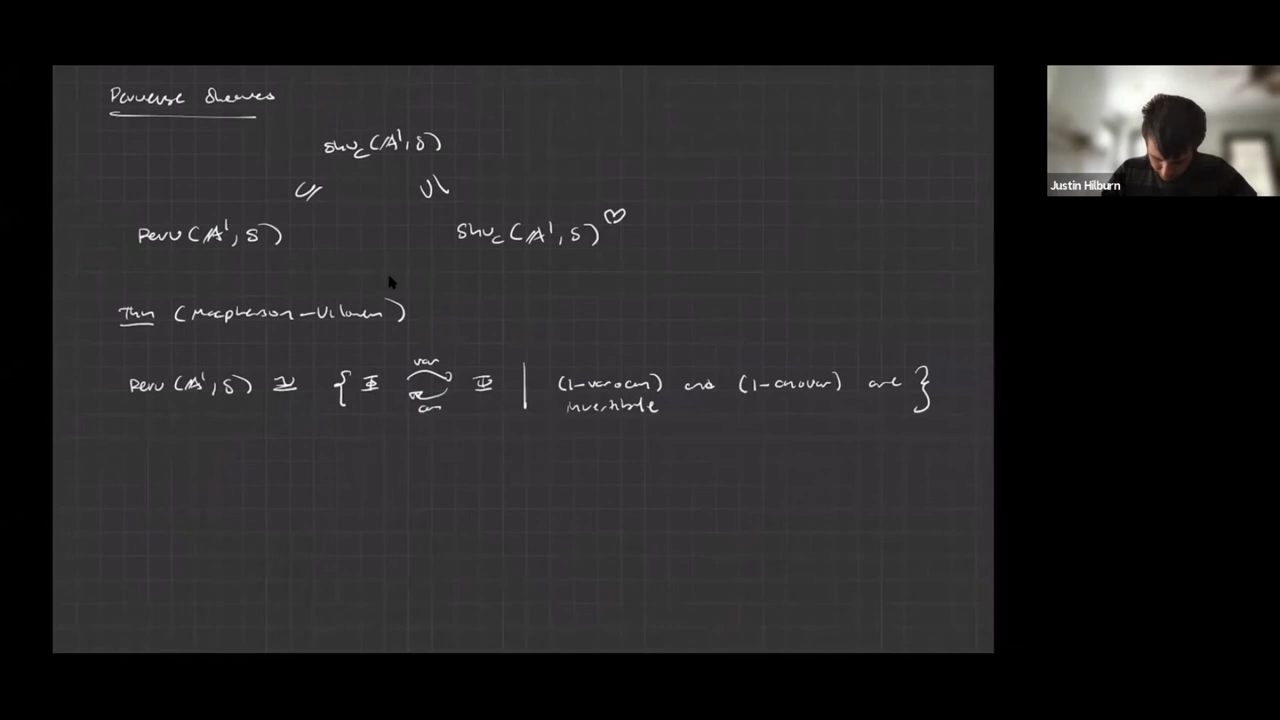 Perverse Sheaves
Shv_c(𝔸¹, S)
⊆ ⊇
Perv(𝔸¹, S) Shv_c(𝔸¹, S)^♡
Thm (Macpherson-Vilonen)
var
Perv(𝔸¹, S) ≃ { Φ ⇄ Ψ | (1-var∘can) and (1-can∘var) are }
can invertible
Justin Hilburn